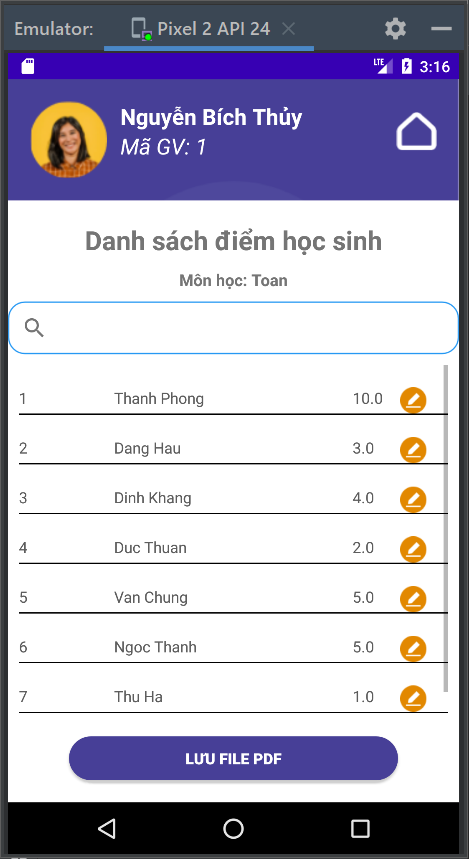 Emulator: Pixel 2 API 24
LTE 3:16
Nguyễn Bích Thủy
Mã GV: 1
Danh sách điểm học sinh
Môn học: Toan
1 Thanh Phong 10.0
2 Dang Hau 3.0
3 Dinh Khang 4.0
4 Duc Thuan 2.0
5 Van Chung 5.0
6 Ngoc Thanh 5.0
7 Thu Ha 1.0
LƯU FILE PDF